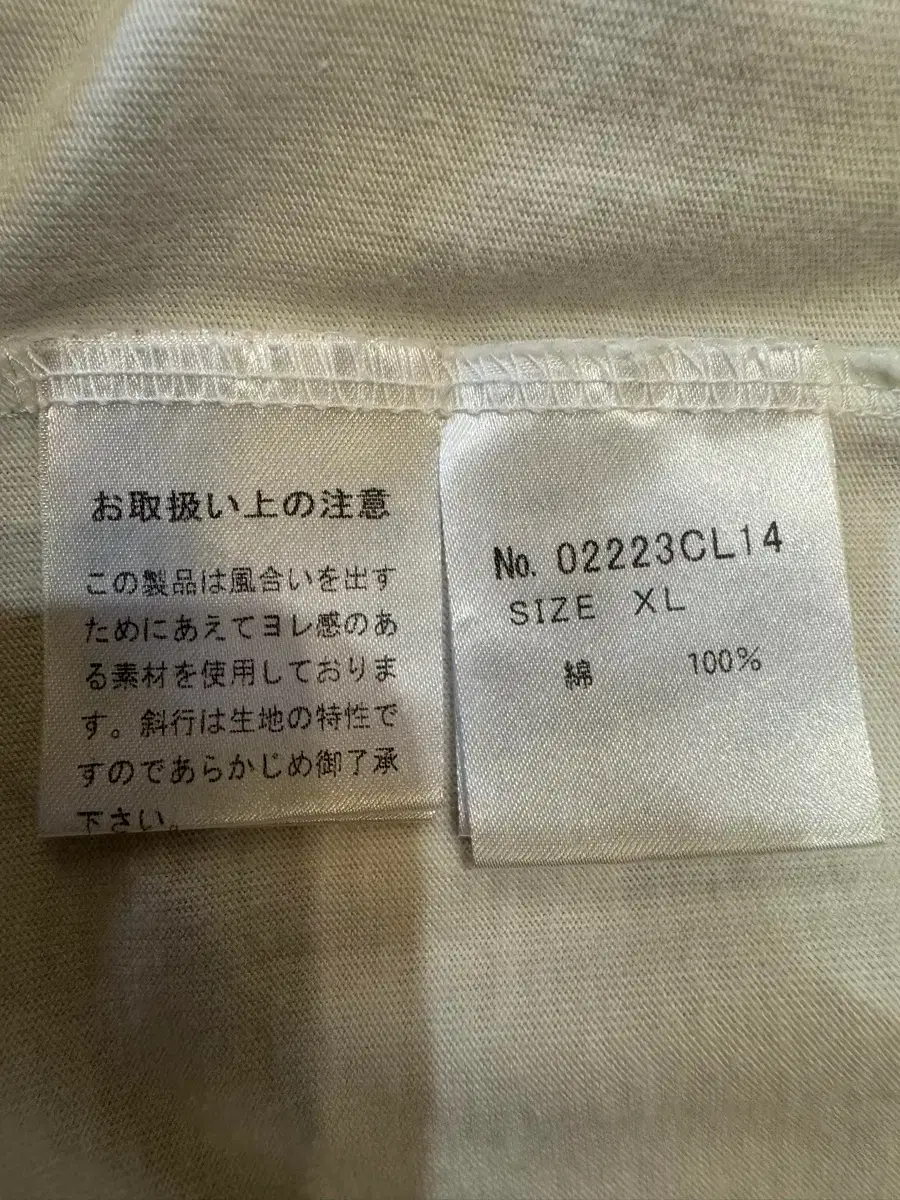 お取扱い上の注意
この製品は風合いを出す
ためにあえてヨレ感のあ
る素材を使用しておりま
す。斜行は生地の特性で
すのであらかじめ御了承
下さい。
No. 02223CL14
SIZE XL
綿 100%